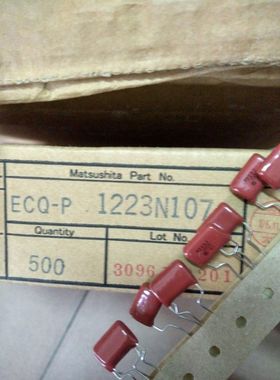 Matsushita Part No.
ECQ-P 1223N107
Quantity Lot No.
500 3096 201